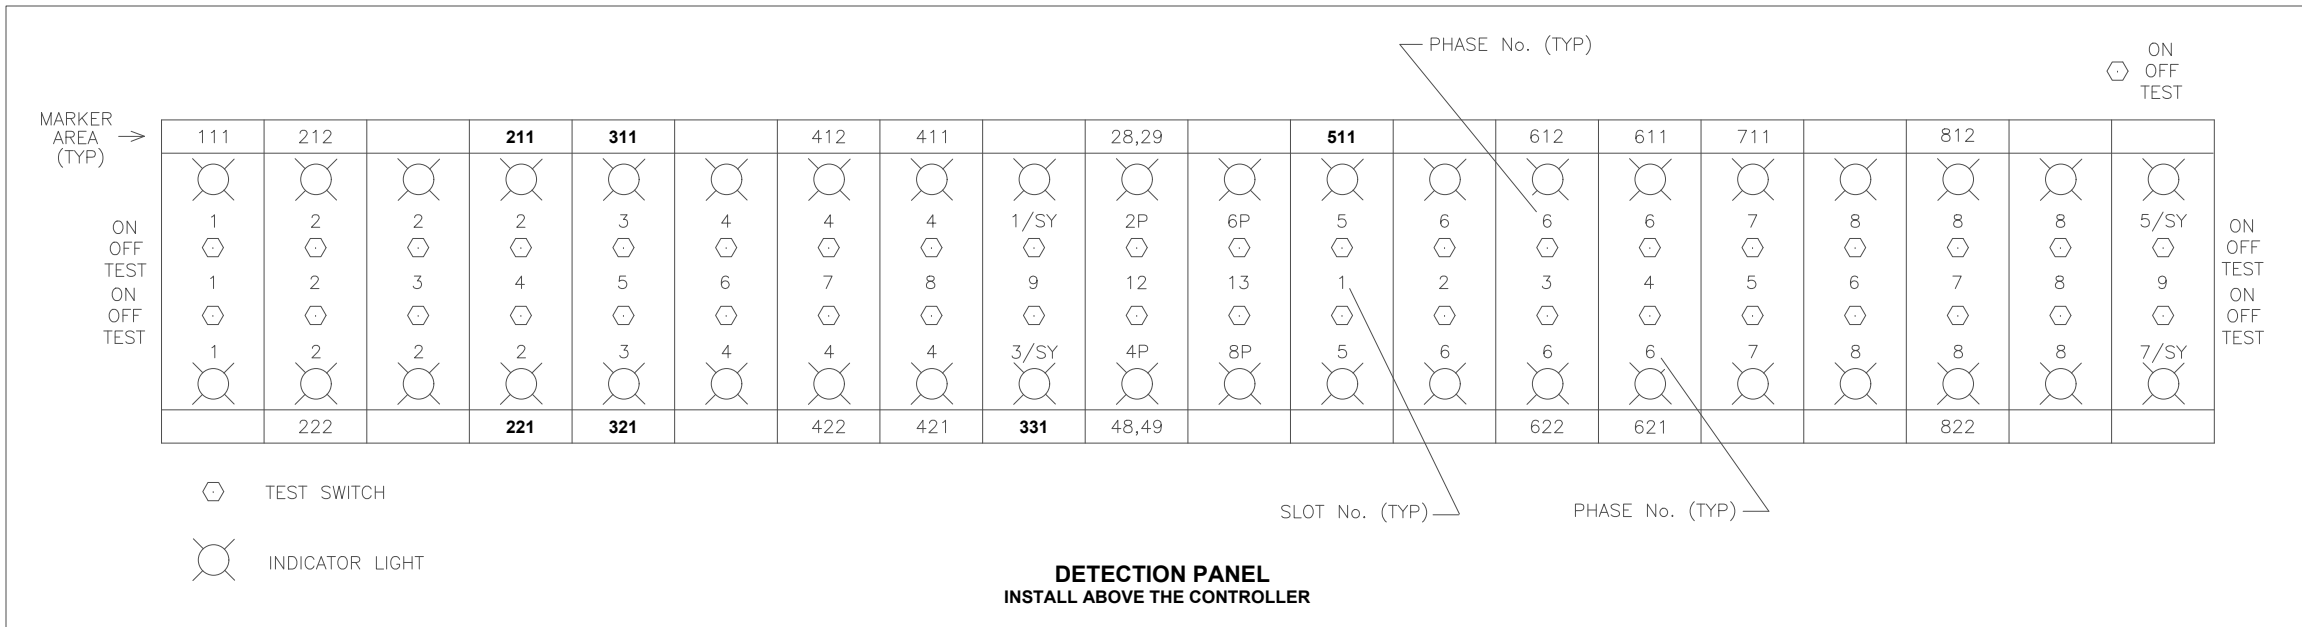 PHASE No. (TYP)
ON
OFF
TEST
MARKER
AREA
(TYP)
111 212 211 311 412 411 28,29 511 612 611 711 812
1 2 2 2 3 4 4 4 1/SY 2P 6P 5 6 6 6 7 8 8 8 5/SY
ON
OFF
TEST
ON
OFF
TEST
1 2 3 4 5 6 7 8 9 12 13 1 2 3 4 5 6 7 8 9
ON
OFF
TEST
ON
OFF
TEST
1 2 2 2 3 4 4 4 3/SY 4P 8P 5 6 6 6 7 8 8 8 7/SY
222 221 321 422 421 331 48,49 622 621 822
TEST SWITCH
SLOT No. (TYP)
PHASE No. (TYP)
INDICATOR LIGHT
DETECTION PANEL
INSTALL ABOVE THE CONTROLLER